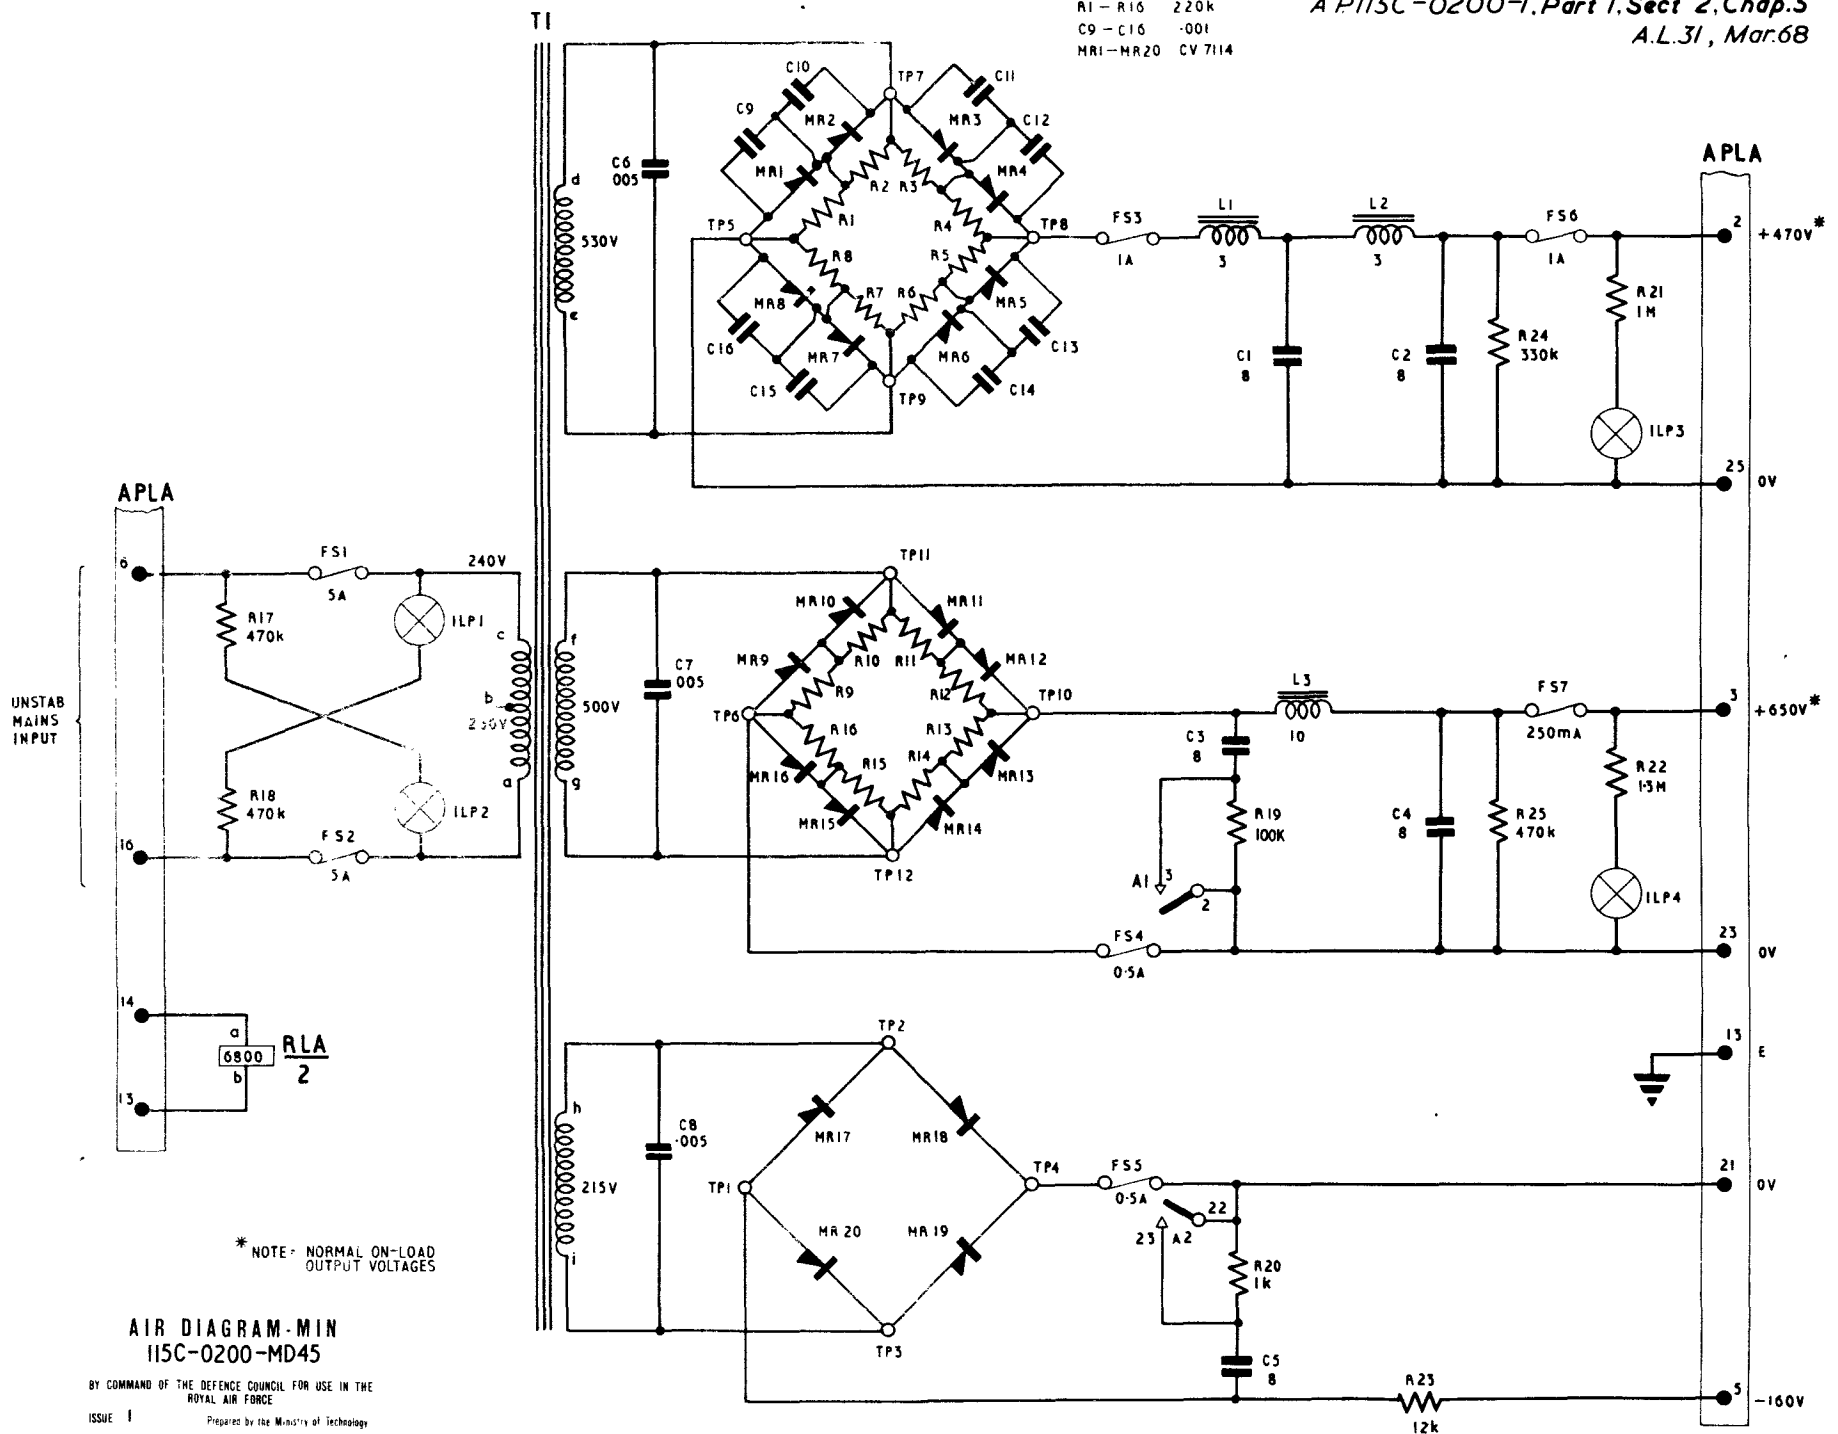 T1
R1-R16 220k
C9-C16 .001
MR1-MR20 CV 7114
A.P.115C-0200-1, Part 1, Sect 2, Chap.5
A.L.31, Mar.68
TP7
C10
C11
C9
C12
MR2
MR3
MR1
MR4
C6
005
R2
R3
R1
R4
d
530V
e
TP5
TP8
R8
R5
R7
R6
MR8
MR5
MR7
MR6
C16
C13
C15
C14
TP9
FS3
1A
L1
3
L2
3
FS6
1A
APLA
2
+470V*
C1
8
C2
8
R24
330k
R21
1M
ILP3
25
0V
APLA
6
FS1
5A
240V
R17
470k
ILP1
UNSTAB
MAINS
INPUT
c
b
a
R18
470k
ILP2
16
FS2
5A
f
500V
g
C7
005
TP11
MR10
MR11
MR9
MR12
R10
R11
R9
R12
TP6
TP10
R16
R13
R15
R14
MR16
MR13
MR15
MR14
TP12
C3
8
L3
10
FS7
250mA
3
+650V*
R19
100K
A1
3
2
C4
8
R25
470k
R22
ILP4
FS4
0·5A
23
0V
14
a
6800
b
RLA
2
13
13
E
TP2
h
215V
i
C8
·005
MR17
MR18
TP1
TP4
MR20
MR19
TP3
FS5
0·5A
22
23
A2
R20
1k
C5
8
R23
12k
21
0V
5
-160V
* NOTE: NORMAL ON-LOAD
OUTPUT VOLTAGES
AIR DIAGRAM-MIN
115C-0200-MD45
BY COMMAND OF THE DEFENCE COUNCIL FOR USE IN THE
ROYAL AIR FORCE
ISSUE 1 Prepared by the Ministry of Technology